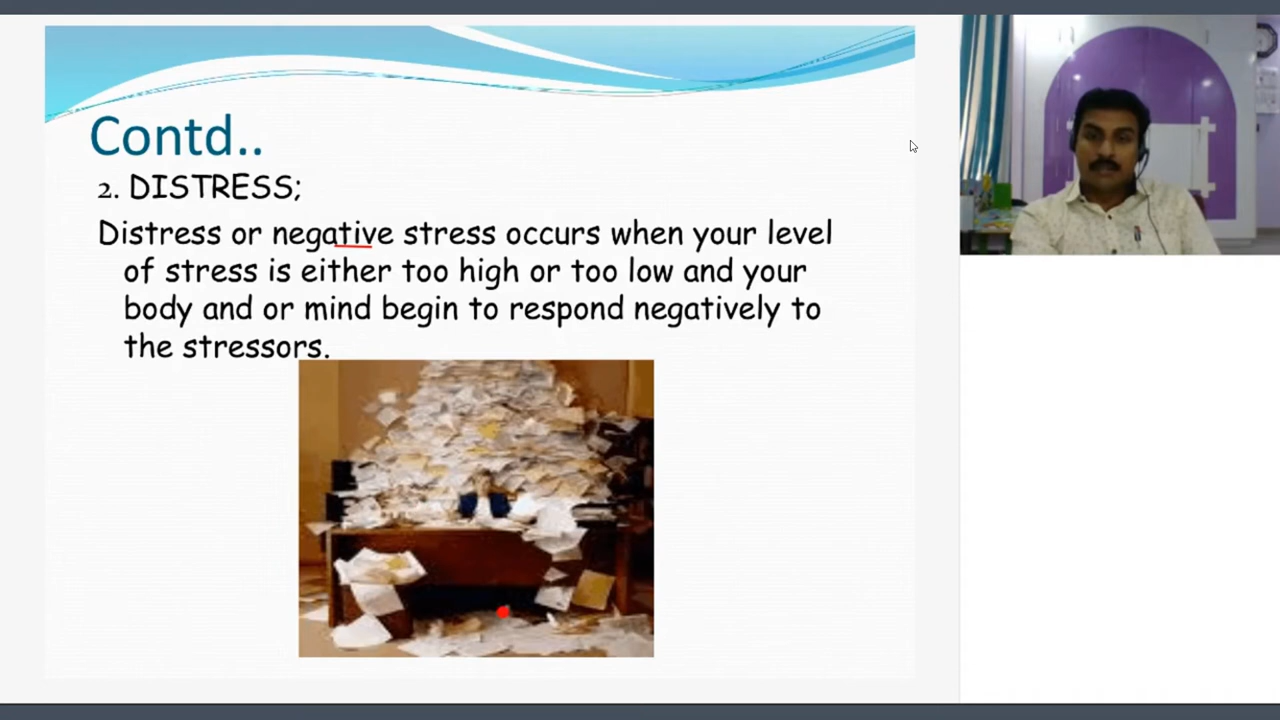 Contd..
2. DISTRESS;
Distress or negative stress occurs when your level
of stress is either too high or too low and your
body and or mind begin to respond negatively to
the stressors.